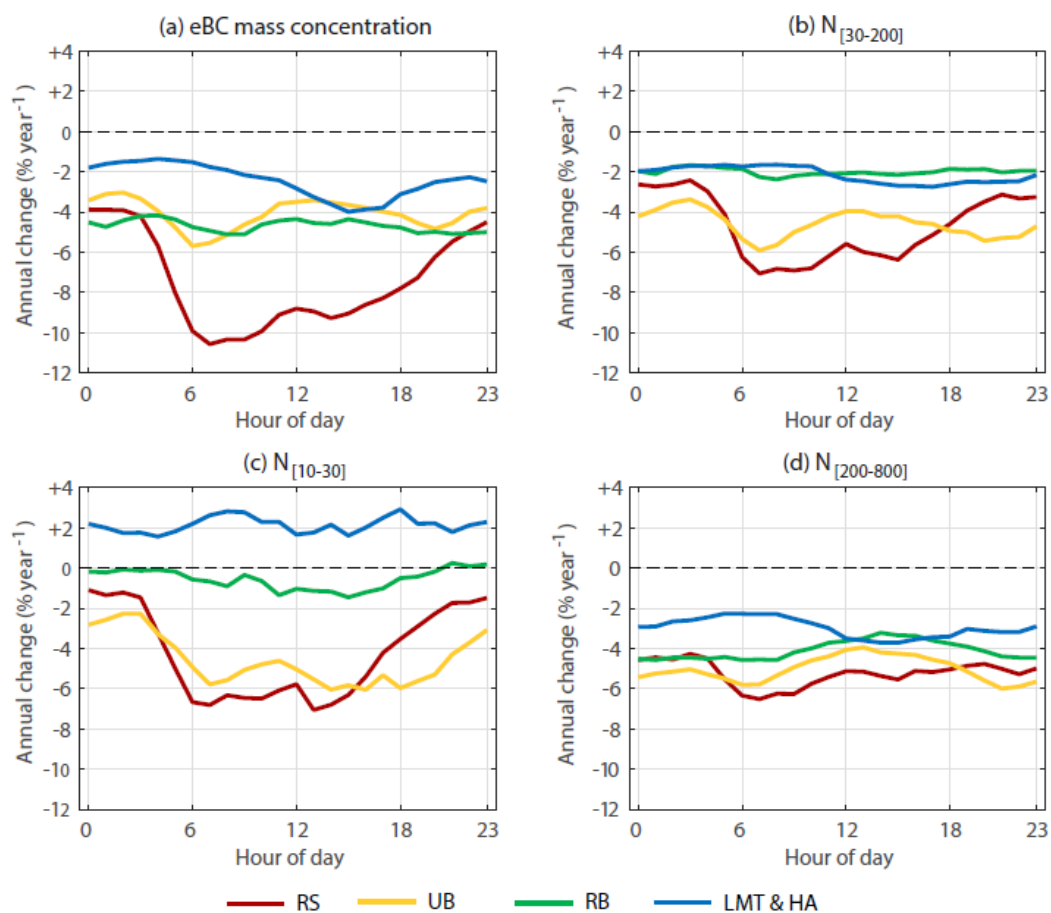 (a) eBC mass concentration
Annual change (% year⁻¹)
+4
+2
0
-2
-4
-6
-8
-10
-12
0 6 12 18 23
Hour of day
(b) N[30-200]
Annual change (% year⁻¹)
+4
+2
0
-2
-4
-6
-8
-10
-12
0 6 12 18 23
Hour of day
(c) N[10-30]
Annual change (% year⁻¹)
+4
+2
0
-2
-4
-6
-8
-10
-12
0 6 12 18 23
Hour of day
(d) N[200-800]
Annual change (% year⁻¹)
+4
+2
0
-2
-4
-6
-8
-10
-12
0 6 12 18 23
Hour of day
RS UB RB LMT & HA